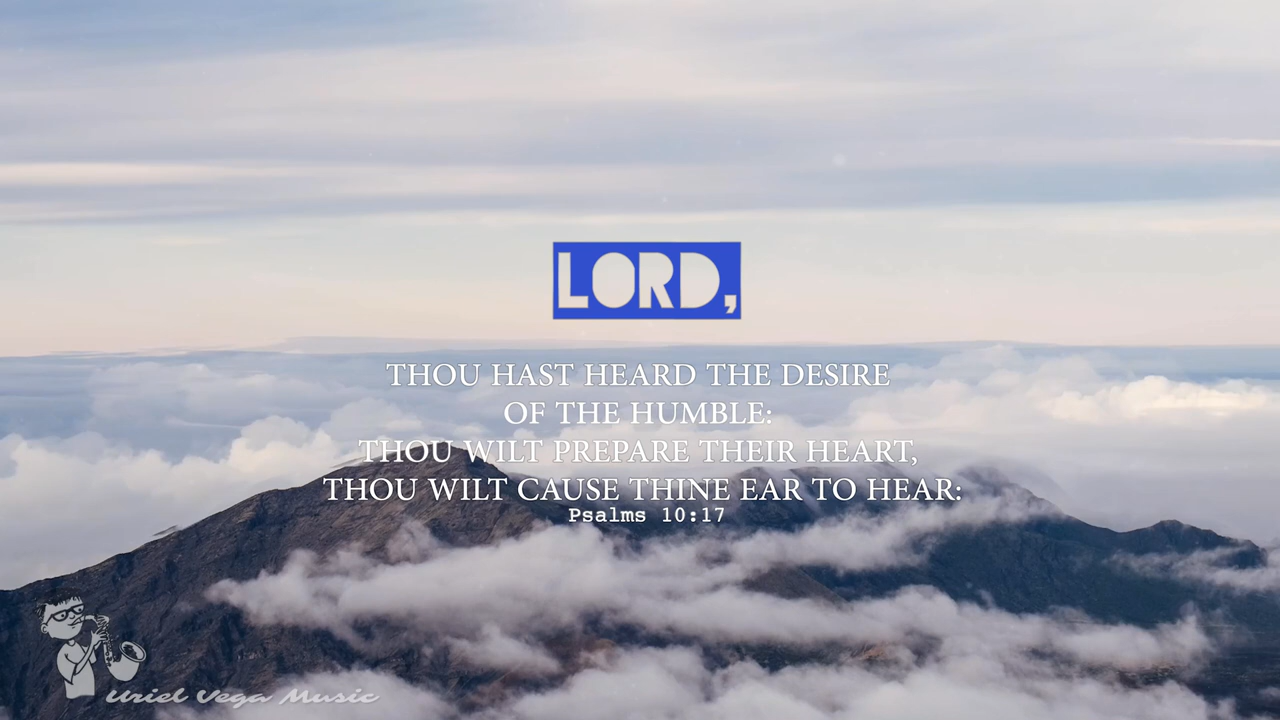 LORD,
THOU HAST HEARD THE DESIRE
OF THE HUMBLE:
THOU WILT PREPARE THEIR HEART,
THOU WILT CAUSE THINE EAR TO HEAR:
Psalms 10:17
Uriel Vega Music